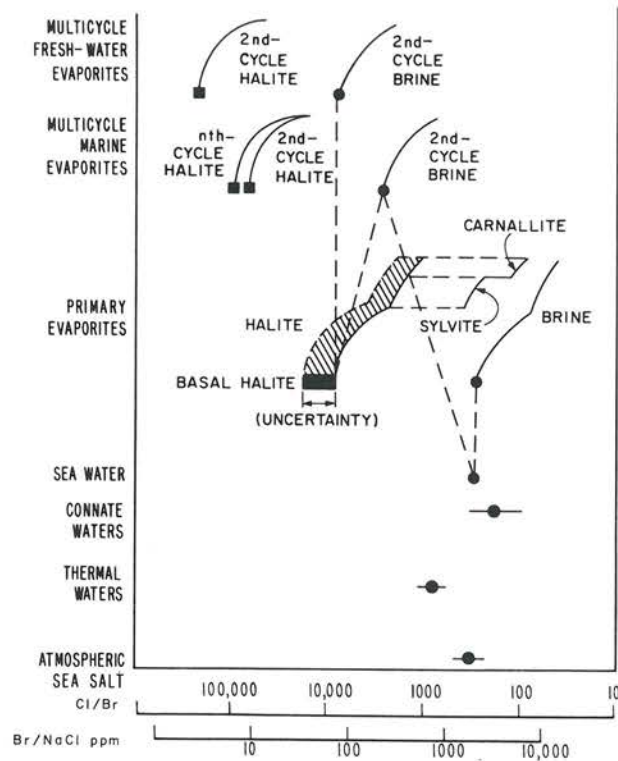 MULTICYCLE
FRESH-WATER
EVAPORITES
2nd-
CYCLE
HALITE
2nd-
CYCLE
BRINE
MULTICYCLE
MARINE
EVAPORITES
nth-
CYCLE
HALITE
2nd-
CYCLE
HALITE
2nd-
CYCLE
BRINE
CARNALLITE
PRIMARY
EVAPORITES
HALITE
SYLVITE
BRINE
BASAL HALITE
(UNCERTAINTY)
SEA WATER
CONNATE
WATERS
THERMAL
WATERS
ATMOSPHERIC
SEA SALT
100,000 10,000 1000 100 10
Cl/Br
Br/NaCl ppm
10 100 1000 10,000